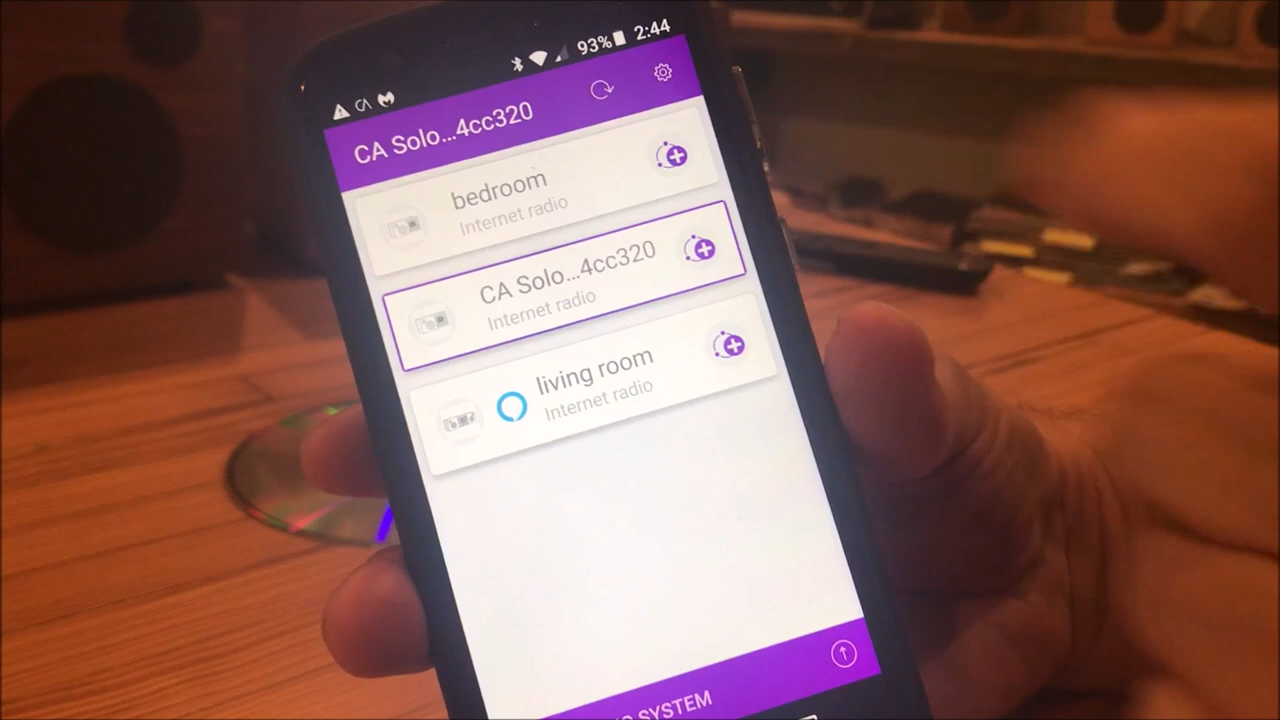 93% 2:44
CA Solo...4cc320
bedroom
Internet radio
CA Solo...4cc320
Internet radio
living room
Internet radio
SYSTEM